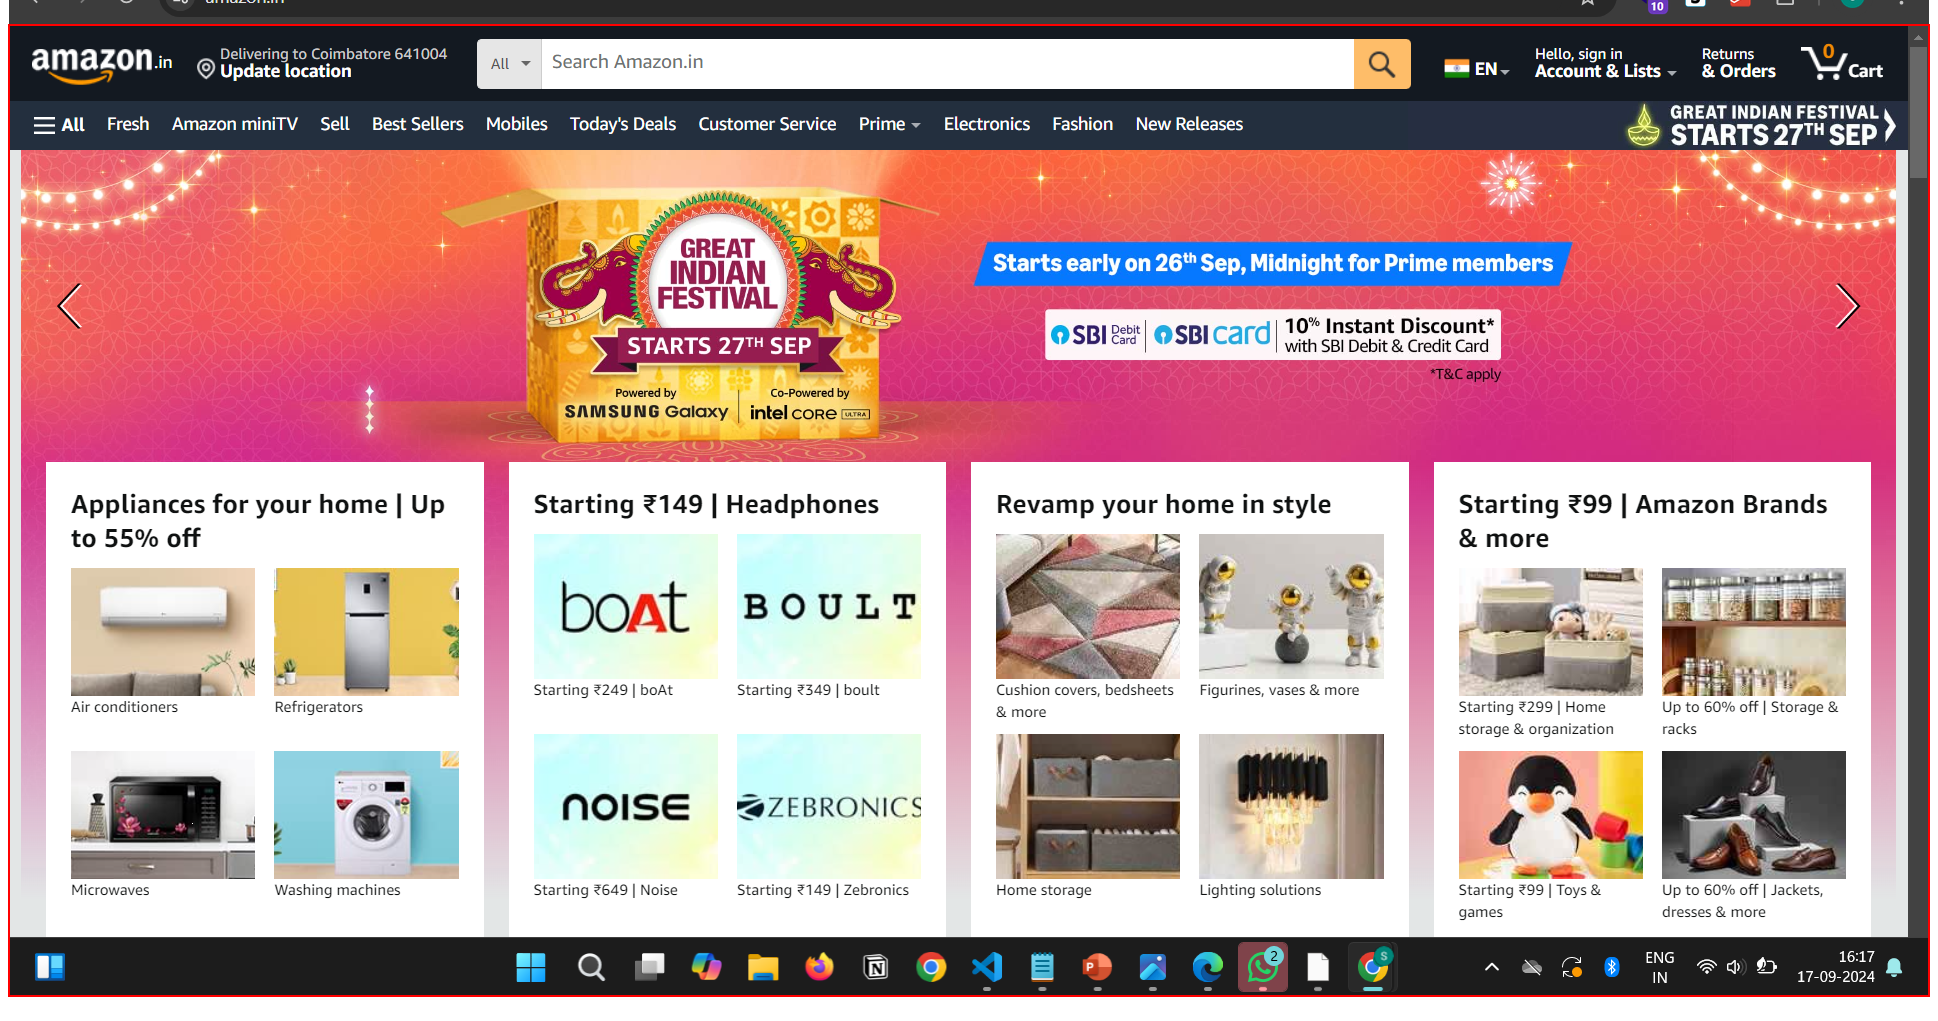 amazon.in
10
amazon.in
Delivering to Coimbatore 641004
Update location
All
Search Amazon.in
EN
Hello, sign in
Account & Lists
Returns
& Orders
0
Cart
All
Fresh
Amazon miniTV
Sell
Best Sellers
Mobiles
Today's Deals
Customer Service
Prime
Electronics
Fashion
New Releases
GREAT INDIAN FESTIVAL
STARTS 27TH SEP
GREAT
INDIAN
FESTIVAL
STARTS 27TH SEP
Powered by
SAMSUNG Galaxy
Co-Powered by
intel CORE ULTRA
Starts early on 26th Sep, Midnight for Prime members
SBI Debit Card
SBI card
10% Instant Discount*
with SBI Debit & Credit Card
*T&C apply
Appliances for your home | Up
to 55% off
Air conditioners
Refrigerators
Microwaves
Washing machines
Starting ₹149 | Headphones
boAt
BOULT
Starting ₹249 | boAt
Starting ₹349 | boult
NOISE
ZEBRONICS
Starting ₹649 | Noise
Starting ₹149 | Zebronics
Revamp your home in style
Cushion covers, bedsheets
& more
Figurines, vases & more
Home storage
Lighting solutions
Starting ₹99 | Amazon Brands
& more
Starting ₹299 | Home
storage & organization
Up to 60% off | Storage &
racks
Starting ₹99 | Toys &
games
Up to 60% off | Jackets,
dresses & more
2
S
ENG
IN
16:17
17-09-2024